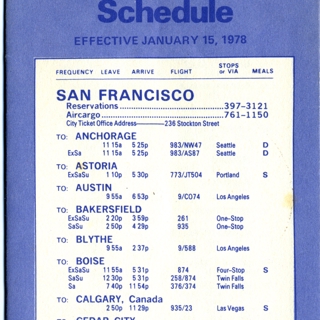 Schedule
EFFECTIVE JANUARY 15, 1978
FREQUENCY LEAVE ARRIVE FLIGHT STOPS or VIA MEALS
SAN FRANCISCO
Reservations ........................ 397-3121
Aircargo ........................ 761-1150
City Ticket Office Address ———— 236 Stockton Street
TO: ANCHORAGE
11 15a 5 25p 983/NW47 Seattle D
ExSa 11 15a 5 25p 983/AS87 Seattle D
TO: ASTORIA
ExSaSu 1 10p 5 30p 773/JT504 Portland S
TO: AUSTIN
9 55a 6 53p 9/CO74 Los Angeles
TO: BAKERSFIELD
ExSaSu 2 20p 3 59p 261 One-Stop
SaSu 2 50p 4 29p 935 One-Stop
TO: BLYTHE
9 55a 2 37p 9/588 Los Angeles
TO: BOISE
ExSaSu 11 55a 5 31p 874 Four-Stop S
SaSu 12 30p 5 31p 258/874 Twin Falls
Sa 7 40p 11 54p 376/374 Twin Falls
TO: CALGARY, Canada
2 50p 11 29p 935/23 Las Vegas S
TO: CEDAR CITY